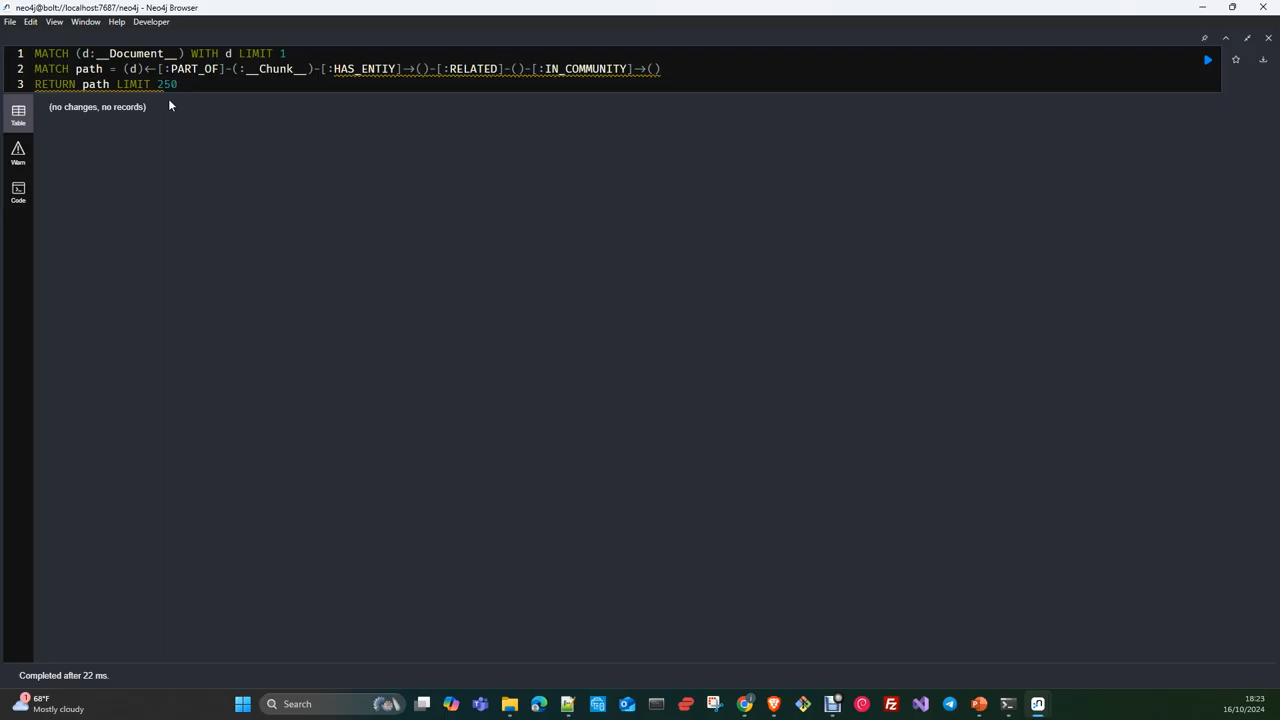 neo4j@bolt://localhost:7687/neo4j - Neo4j Browser
File Edit View Window Help Developer
1 MATCH (d:__Document__) WITH d LIMIT 1
2 MATCH path = (d)<-[:PART_OF]-(:__Chunk__)-[:HAS_ENTIY]->()-[:RELATED]-()-[:IN_COMMUNITY]->()
3 RETURN path LIMIT 250
Table
(no changes, no records)
Warn
Code
Completed after 22 ms.
1
68°F
Mostly cloudy
Search
18:23
16/10/2024